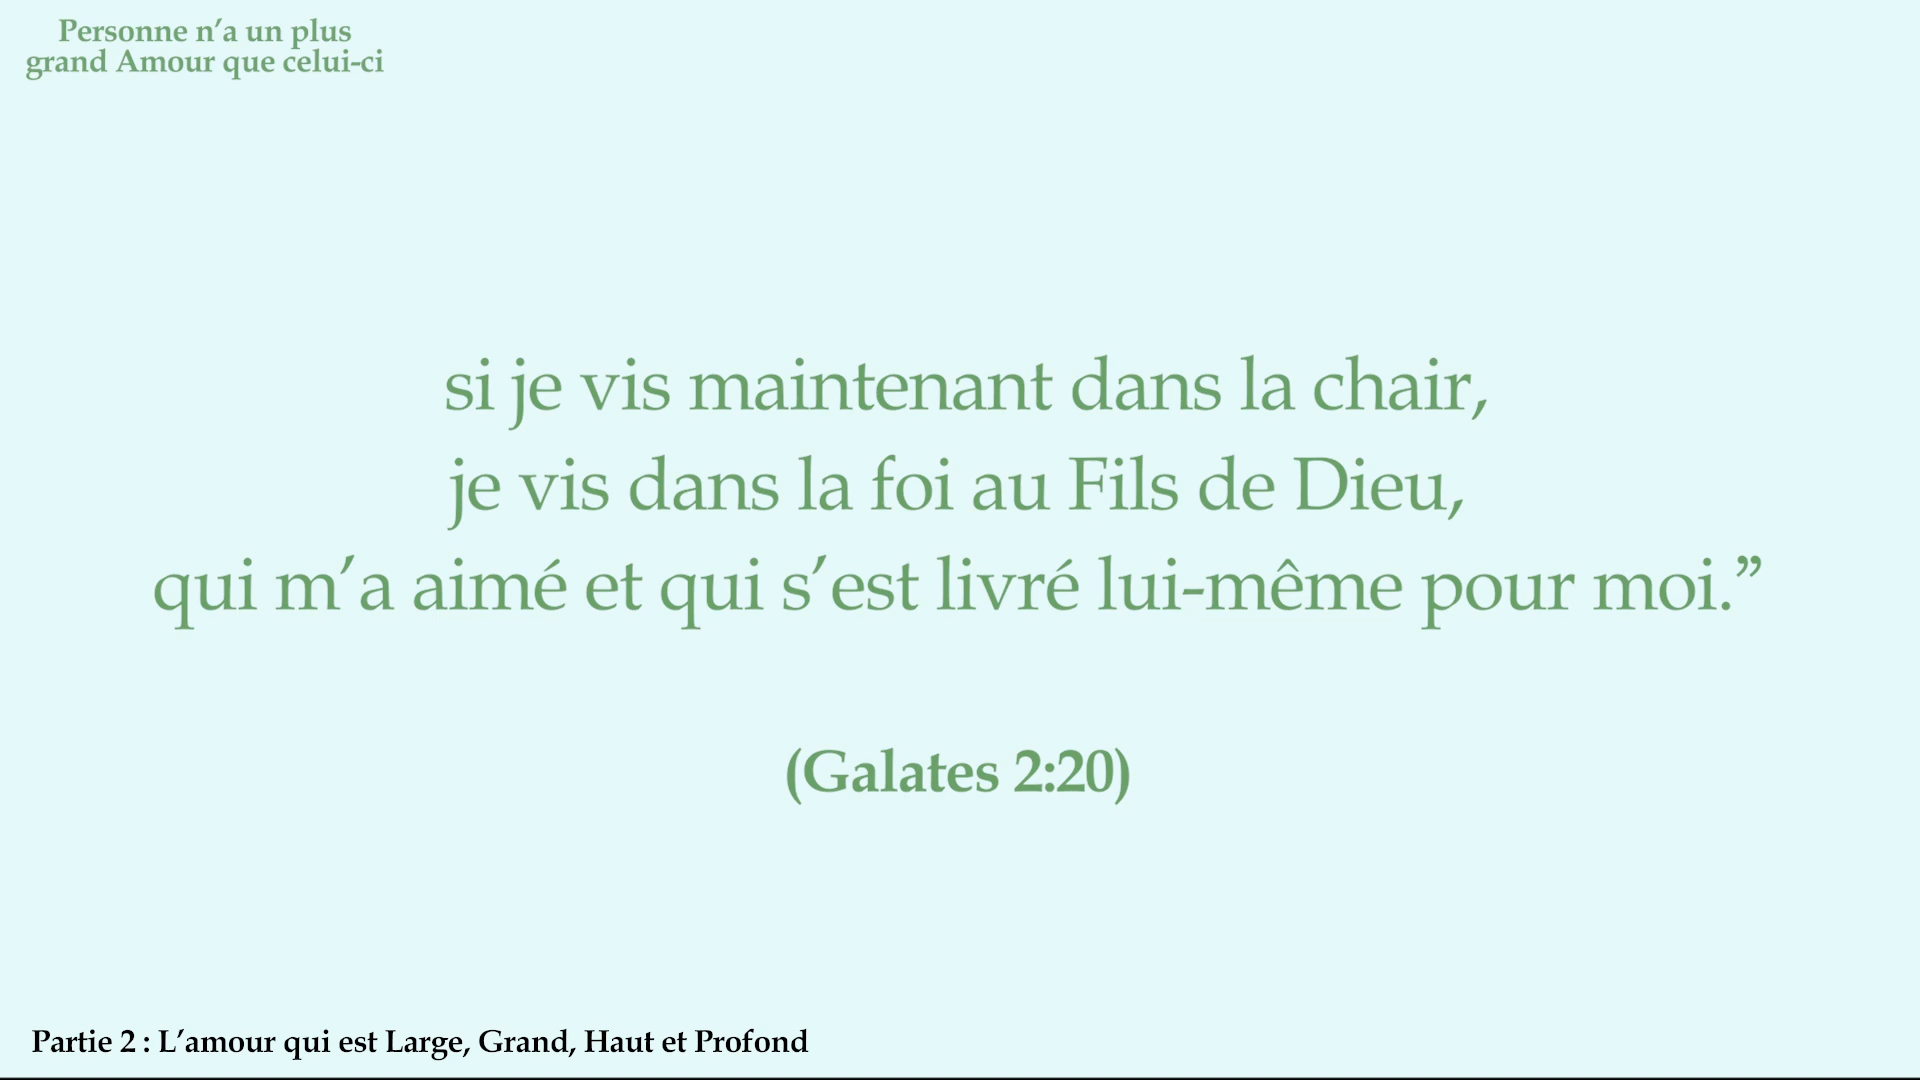 Personne n’a un plus
grand Amour que celui-ci
si je vis maintenant dans la chair,
je vis dans la foi au Fils de Dieu,
qui m’a aimé et qui s’est livré lui-même pour moi.”
(Galates 2:20)
Partie 2 : L’amour qui est Large, Grand, Haut et Profond